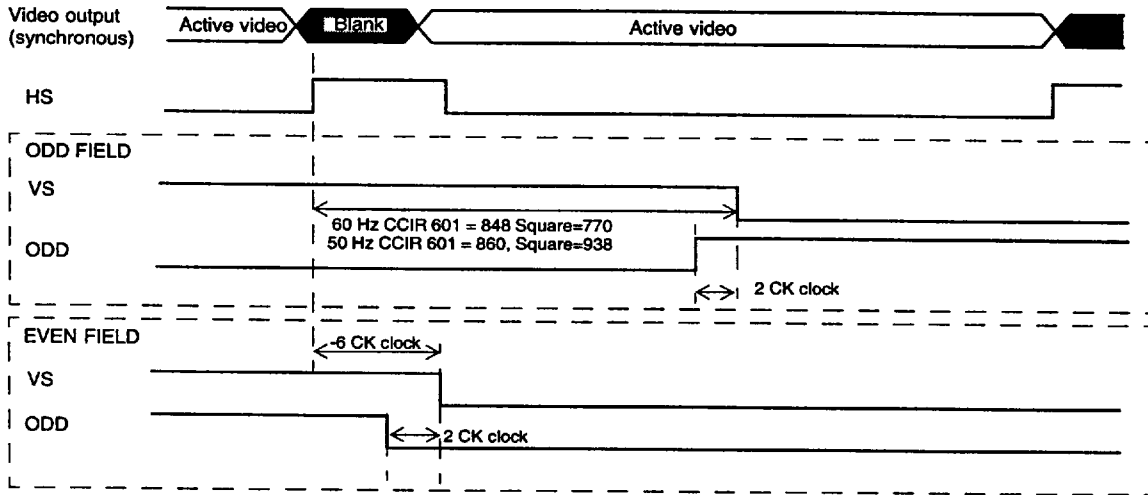 Video output
(synchronous)
Active video
Blank
Active video
HS
ODD FIELD
VS
60 Hz CCIR 601 = 848 Square=770
50 Hz CCIR 601 = 860, Square=938
ODD
2 CK clock
EVEN FIELD
-6 CK clock
VS
ODD
2 CK clock